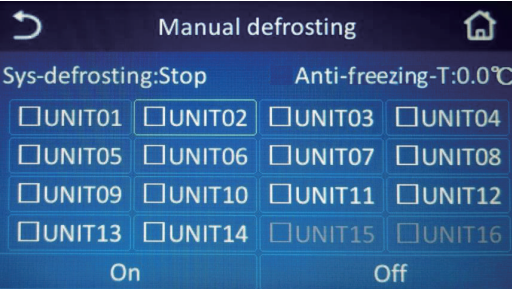 Manual defrosting
Sys-defrosting:Stop Anti-freezing-T:0.0℃
UNIT01 UNIT02 UNIT03 UNIT04
UNIT05 UNIT06 UNIT07 UNIT08
UNIT09 UNIT10 UNIT11 UNIT12
UNIT13 UNIT14 UNIT15 UNIT16
On Off